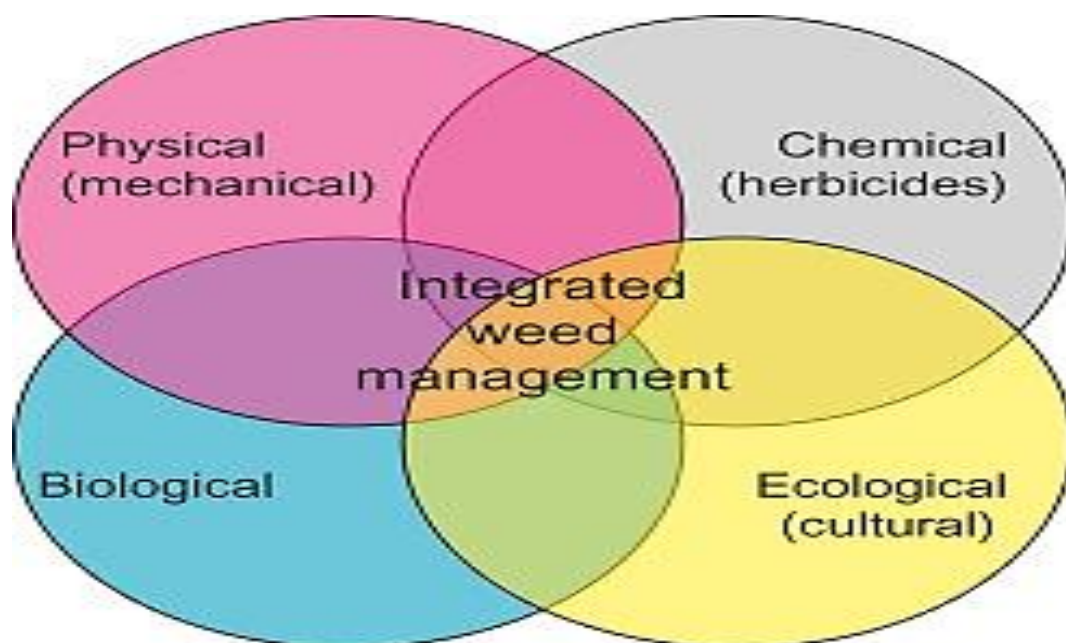 Physical
(mechanical)
Chemical
(herbicides)
Integrated
weed
management
Biological
Ecological
(cultural)